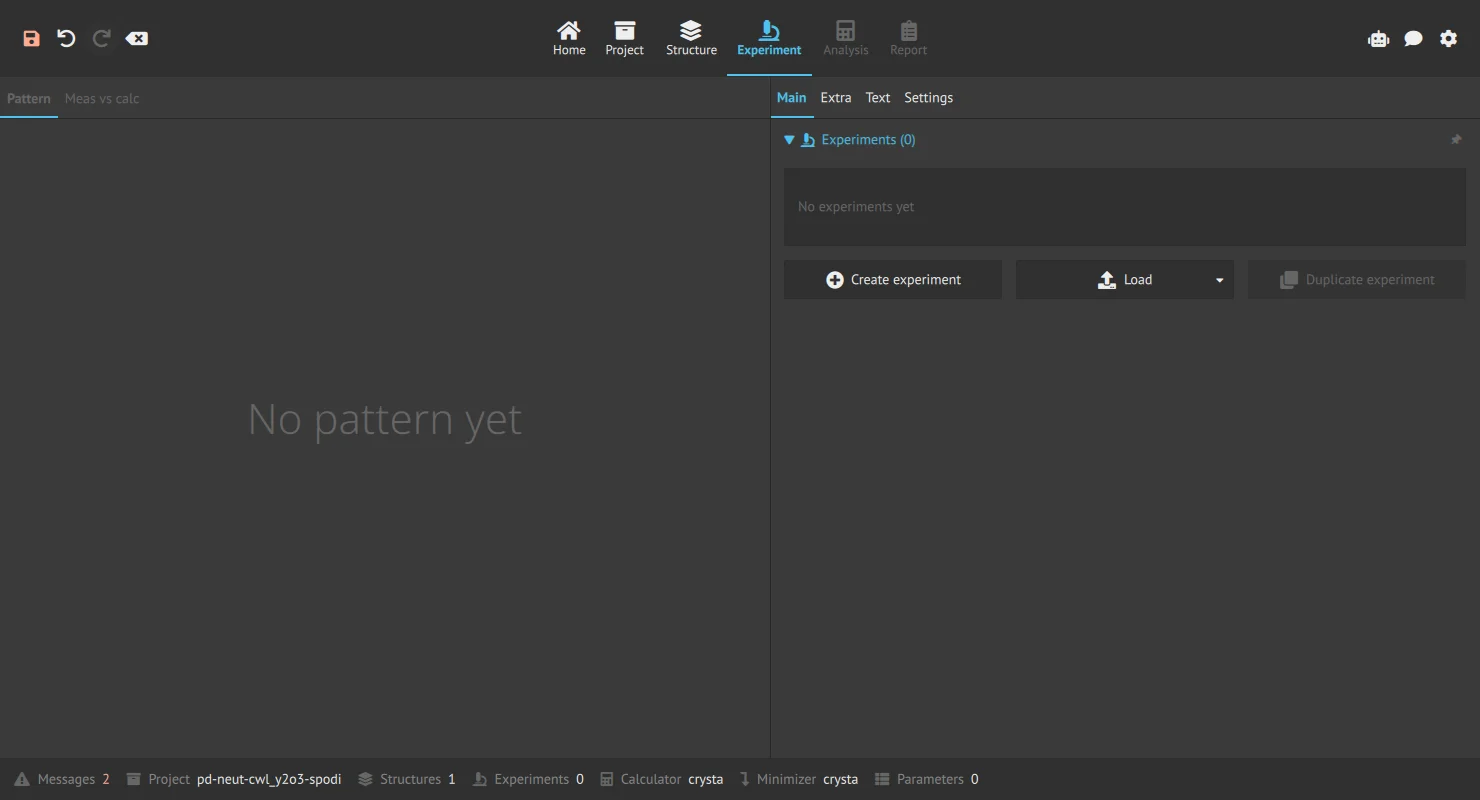 Home Project Structure Experiment Analysis Report
Pattern Meas vs calc
Main Extra Text Settings
Experiments (0)
No experiments yet
Create experiment Load Duplicate experiment
No pattern yet
Messages 2 Project pd-neut-cwl_y2o3-spodi Structures 1 Experiments 0 Calculator crysta Minimizer crysta Parameters 0